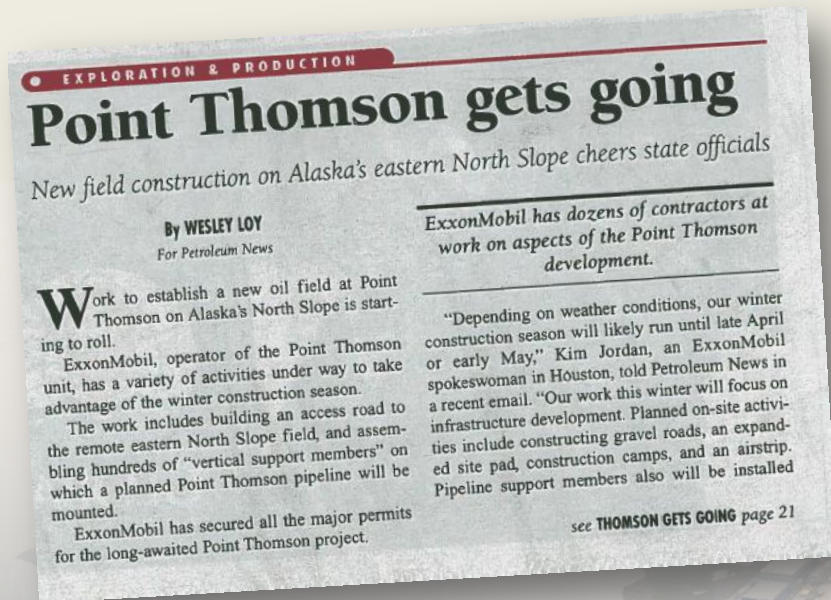 EXPLORATION & PRODUCTION
Point Thomson gets going
New field construction on Alaska's eastern North Slope cheers state officials
By WESLEY LOY
For Petroleum News
Work to establish a new oil field at Point
Thomson on Alaska's North Slope is start-
ing to roll.
ExxonMobil, operator of the Point Thomson
unit, has a variety of activities under way to take
advantage of the winter construction season.
The work includes building an access road to
the remote eastern North Slope field, and assem-
bling hundreds of "vertical support members" on
which a planned Point Thomson pipeline will be
mounted.
ExxonMobil has secured all the major permits
for the long-awaited Point Thomson project.
ExxonMobil has dozens of contractors at
work on aspects of the Point Thomson
development.
"Depending on weather conditions, our winter
construction season will likely run until late April
or early May," Kim Jordan, an ExxonMobil
spokeswoman in Houston, told Petroleum News in
a recent email. "Our work this winter will focus on
infrastructure development. Planned on-site activi-
ties include constructing gravel roads, an expand-
ed site pad, construction camps, and an airstrip.
Pipeline support members also will be installed
see THOMSON GETS GOING page 21